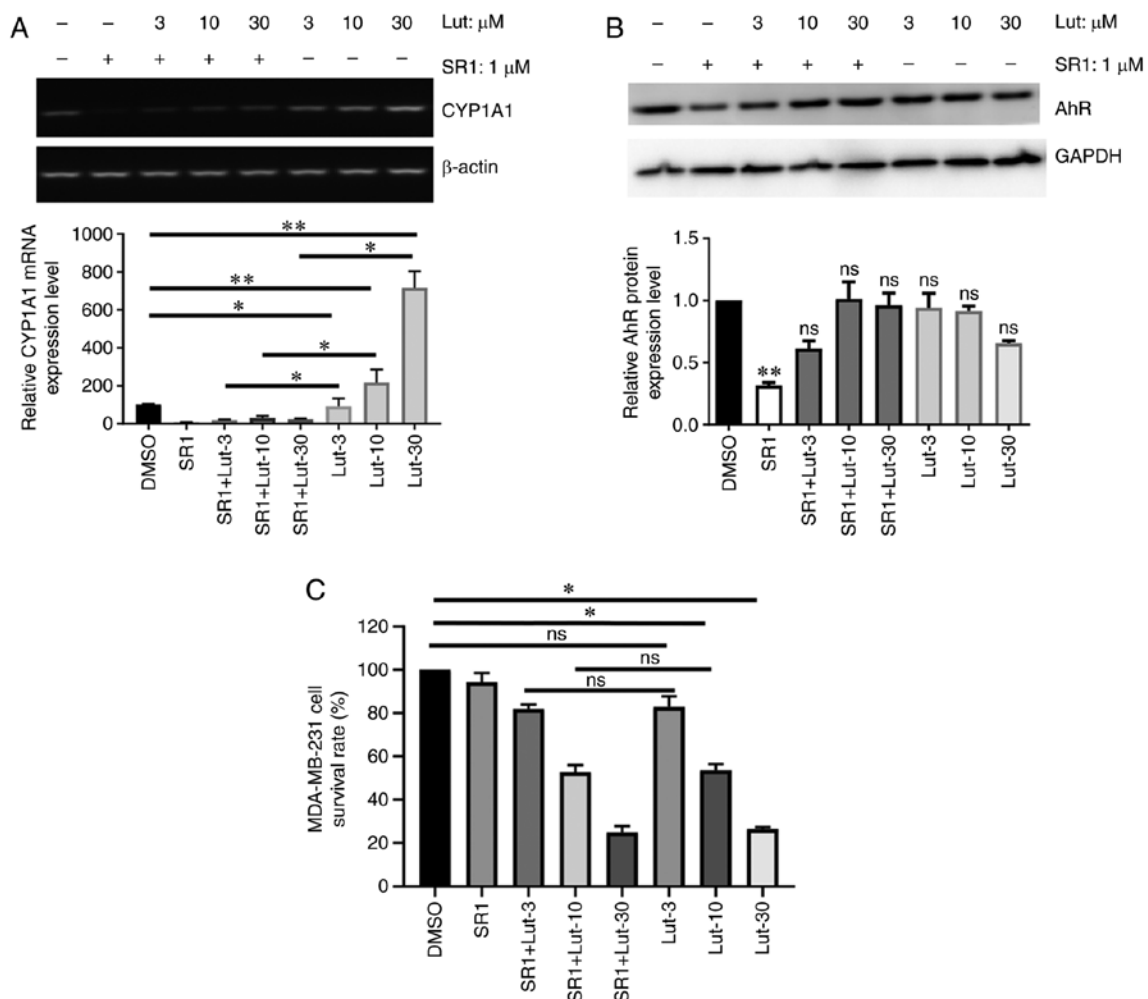 A
– – 3 10 30 3 10 30 Lut: μM
– + + + + – – – SR1: 1 μM
CYP1A1
β-actin
Relative CYP1A1 mRNA
expression level
1000
800
600
400
200
0
**
*
**
*
*
*
DMSO
SR1
SR1+Lut-3
SR1+Lut-10
SR1+Lut-30
Lut-3
Lut-10
Lut-30
B
– – 3 10 30 3 10 30 Lut: μM
– + + + + – – – SR1: 1 μM
AhR
GAPDH
Relative AhR protein
expression level
1.5
1.0
0.5
0.0
**
ns
ns
ns
ns
ns
ns
DMSO
SR1
SR1+Lut-3
SR1+Lut-10
SR1+Lut-30
Lut-3
Lut-10
Lut-30
C
MDA-MB-231 cell
survival rate (%)
120
100
80
60
40
20
0
*
*
ns
ns
ns
DMSO
SR1
SR1+Lut-3
SR1+Lut-10
SR1+Lut-30
Lut-3
Lut-10
Lut-30